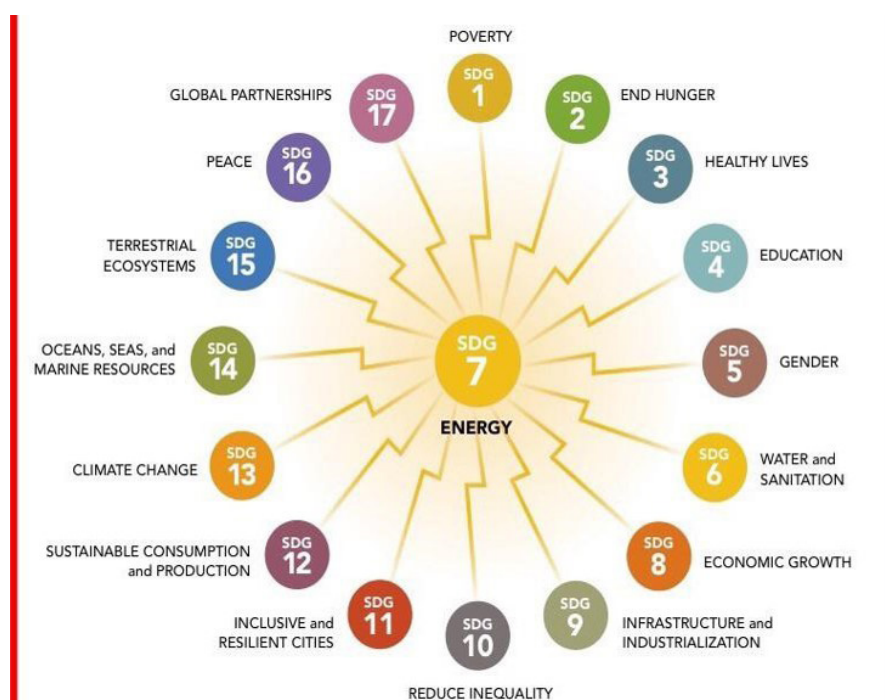 POVERTY
SDG
1
SDG
2
END HUNGER
SDG
3
HEALTHY LIVES
SDG
4
EDUCATION
SDG
5
GENDER
SDG
6
WATER and
SANITATION
SDG
8
ECONOMIC GROWTH
SDG
9
INFRASTRUCTURE and
INDUSTRIALIZATION
SDG
10
REDUCE INEQUALITY
SDG
11
INCLUSIVE and
RESILIENT CITIES
SDG
12
SUSTAINABLE CONSUMPTION
and PRODUCTION
SDG
13
CLIMATE CHANGE
SDG
14
OCEANS, SEAS, and
MARINE RESOURCES
SDG
15
TERRESTRIAL
ECOSYSTEMS
SDG
16
PEACE
SDG
17
GLOBAL PARTNERSHIPS
SDG
7
ENERGY